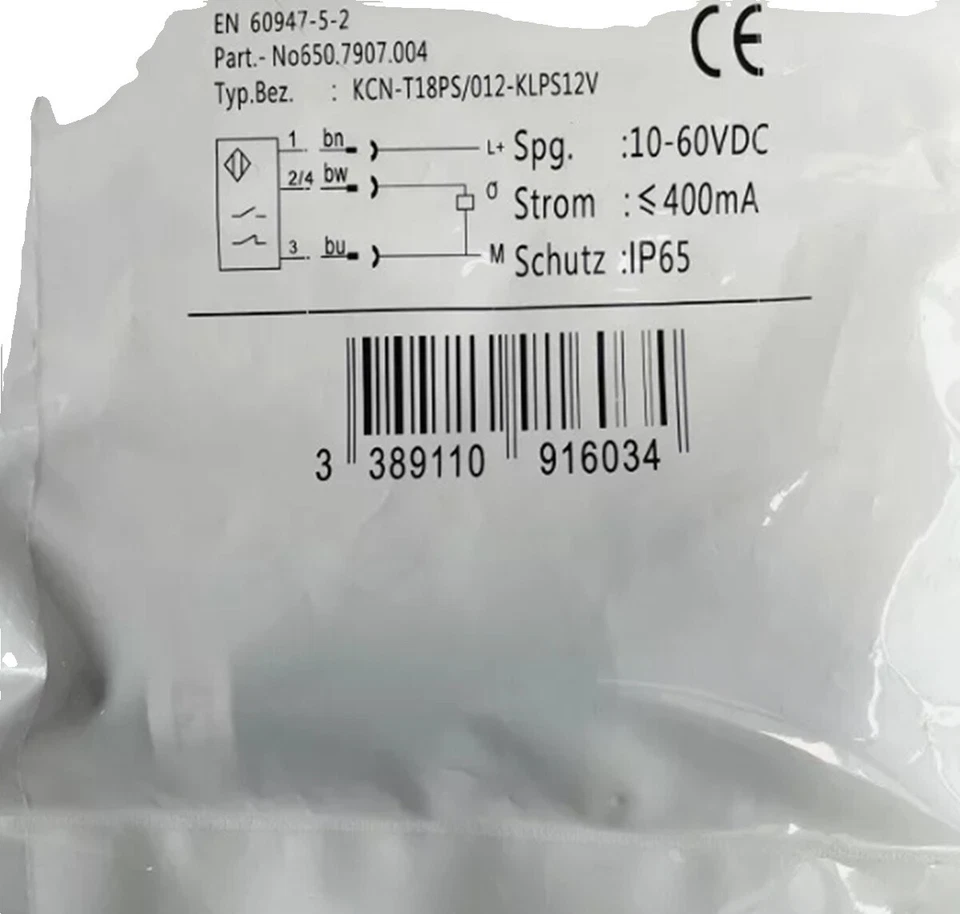 EN 60947-5-2
CE
Part.- No650.7907.004
Typ.Bez. : KCN-T18PS/012-KLPS12V
1 bn L+ Spg. :10-60VDC
2/4 bw σ Strom :≤400mA
3 bu M Schutz :IP65
3 389110 916034